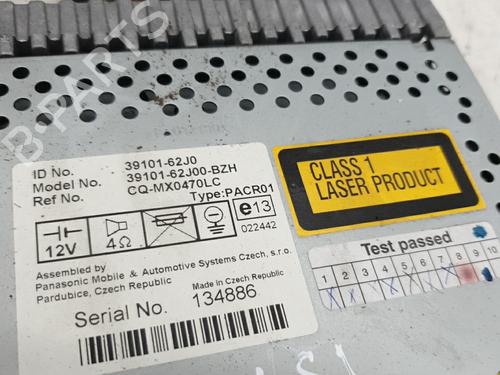 B-PARTS
ID No. 39101-62J0
Model No. 39101-62J00-BZH
Ref No. CQ-MX0470LC
Type:PACR01
12V
4Ω
e13
022442
Assembled by
Panasonic Mobile & Automotive Systems Czech, s.r.o.
Pardubice, Czech Republic
Made in Czech Republic
Serial No. 134886
CLASS 1
LASER PRODUCT
Test passed
1 2 3 4 5 6 7 8 9 10